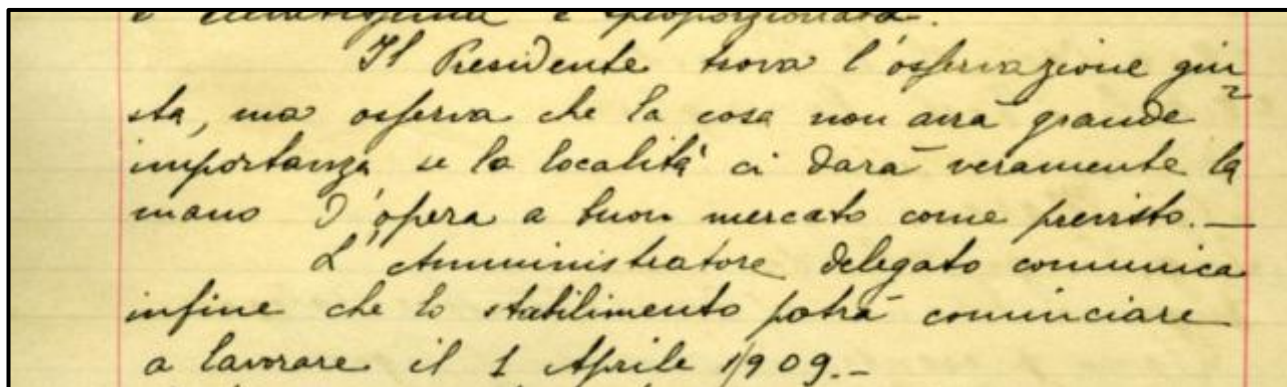 è proporzionata.
Il Presidente trova l'osservazione giu
sta, ma osserva che la cosa non avrà grande
importanza se la località ci darà veramente la
mano d'opera a buon mercato come previsto.—
L'Amministratore delegato comunica
infine che lo stabilimento potrà cominciare
a lavorare il 1 Aprile 1909.—